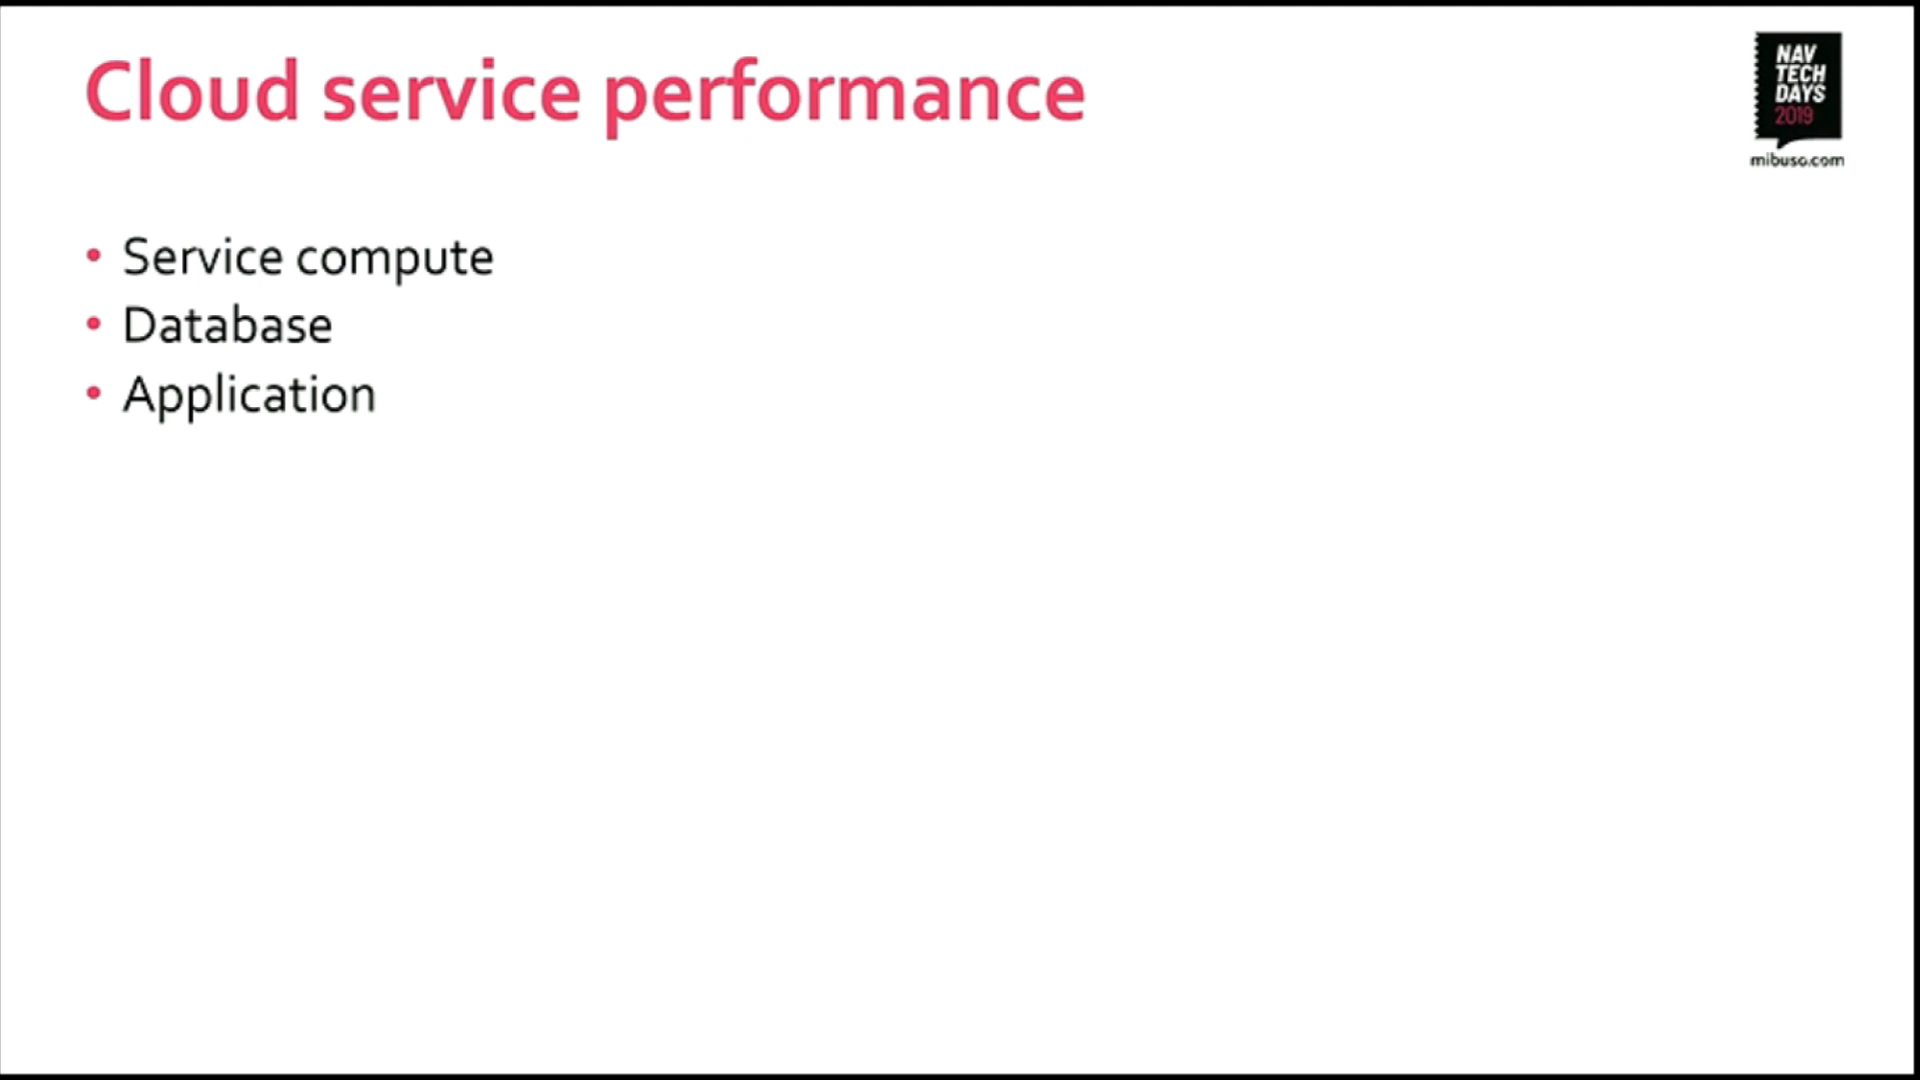 Cloud service performance
NAV
TECH
DAYS
2019
mibuso.com
• Service compute
• Database
• Application